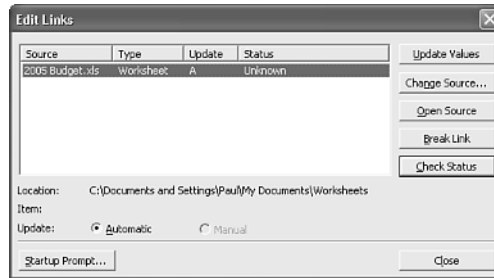 Edit Links
Source Type Update Status
2005 Budget.xls Worksheet A Unknown
Update Values
Change Source...
Open Source
Break Link
Check Status
Location: C:\Documents and Settings\Paul\My Documents\Worksheets
Item:
Update: Automatic Manual
Startup Prompt... Close